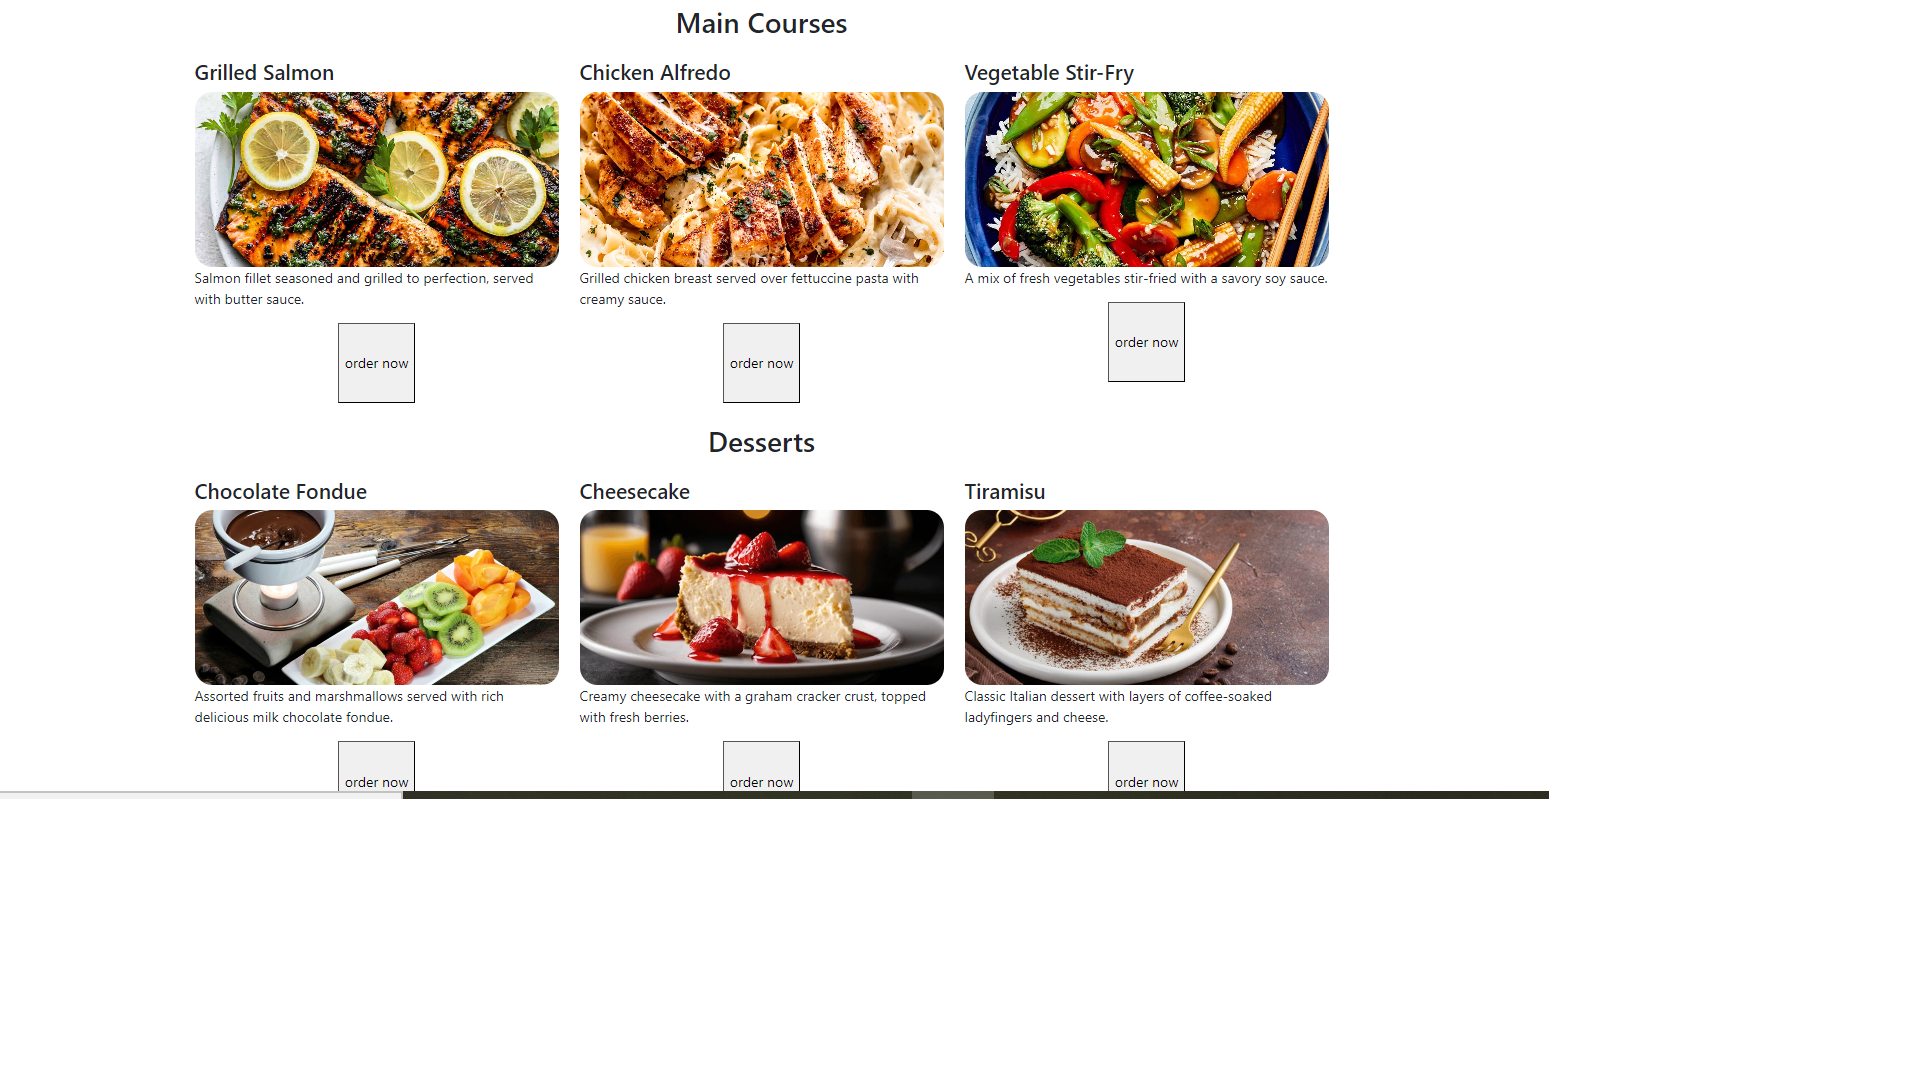 Main Courses
Grilled Salmon
Chicken Alfredo
Vegetable Stir-Fry
Salmon fillet seasoned and grilled to perfection, served
with butter sauce.
Grilled chicken breast served over fettuccine pasta with
creamy sauce.
A mix of fresh vegetables stir-fried with a savory soy sauce.
order now
order now
order now
Desserts
Chocolate Fondue
Cheesecake
Tiramisu
Assorted fruits and marshmallows served with rich
delicious milk chocolate fondue.
Creamy cheesecake with a graham cracker crust, topped
with fresh berries.
Classic Italian dessert with layers of coffee-soaked
ladyfingers and cheese.
order now
order now
order now